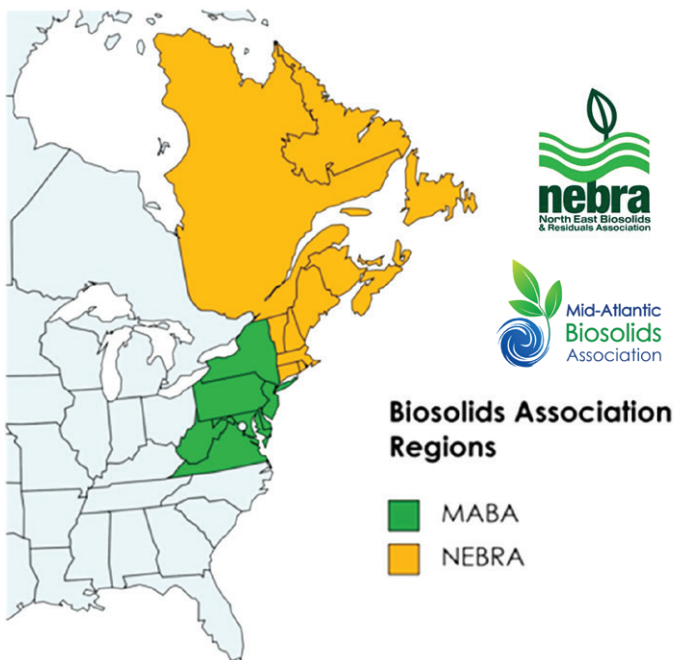 nebra
North East Biosolids
& Residuals Association
Mid-Atlantic
Biosolids
Association
Biosolids Association
Regions
MABA
NEBRA